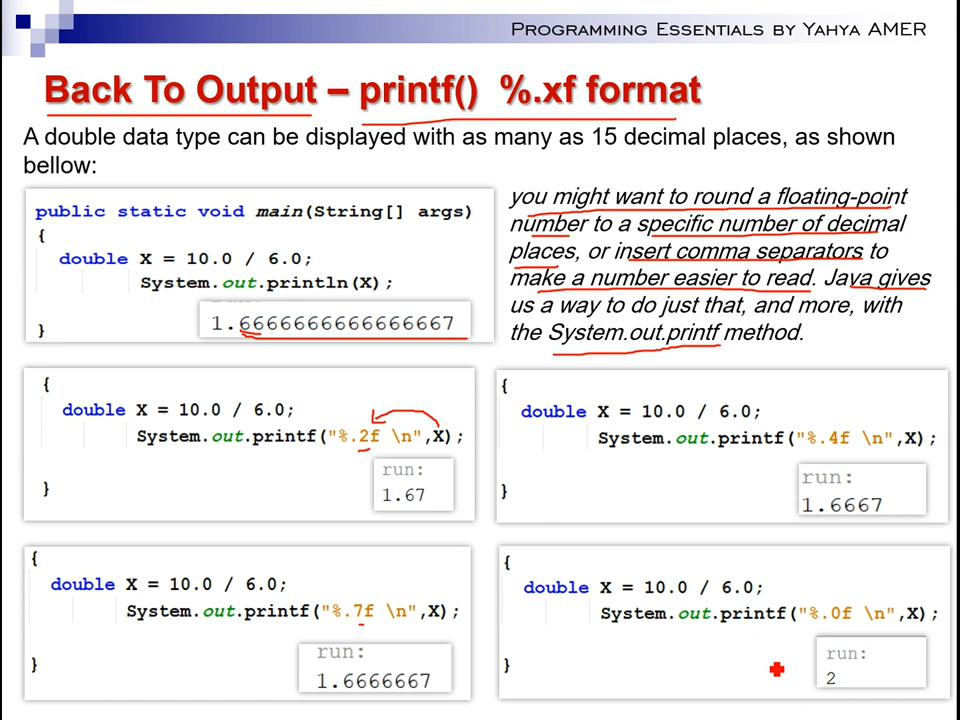 Programming Essentials by Yahya AMER
Back To Output – printf() %.xf format
A double data type can be displayed with as many as 15 decimal places, as shown
bellow:
public static void main(String[] args)
{
double X = 10.0 / 6.0;
System.out.println(X);
1.6666666666666667
}
you might want to round a floating-point
number to a specific number of decimal
places, or insert comma separators to
make a number easier to read. Java gives
us a way to do just that, and more, with
the System.out.printf method.
{
double X = 10.0 / 6.0;
System.out.printf("%.2f \n",X);
run:
1.67
}
{
double X = 10.0 / 6.0;
System.out.printf("%.4f \n",X);
run:
1.6667
}
{
double X = 10.0 / 6.0;
System.out.printf("%.7f \n",X);
run:
1.6666667
}
{
double X = 10.0 / 6.0;
System.out.printf("%.0f \n",X);
run:
2
}